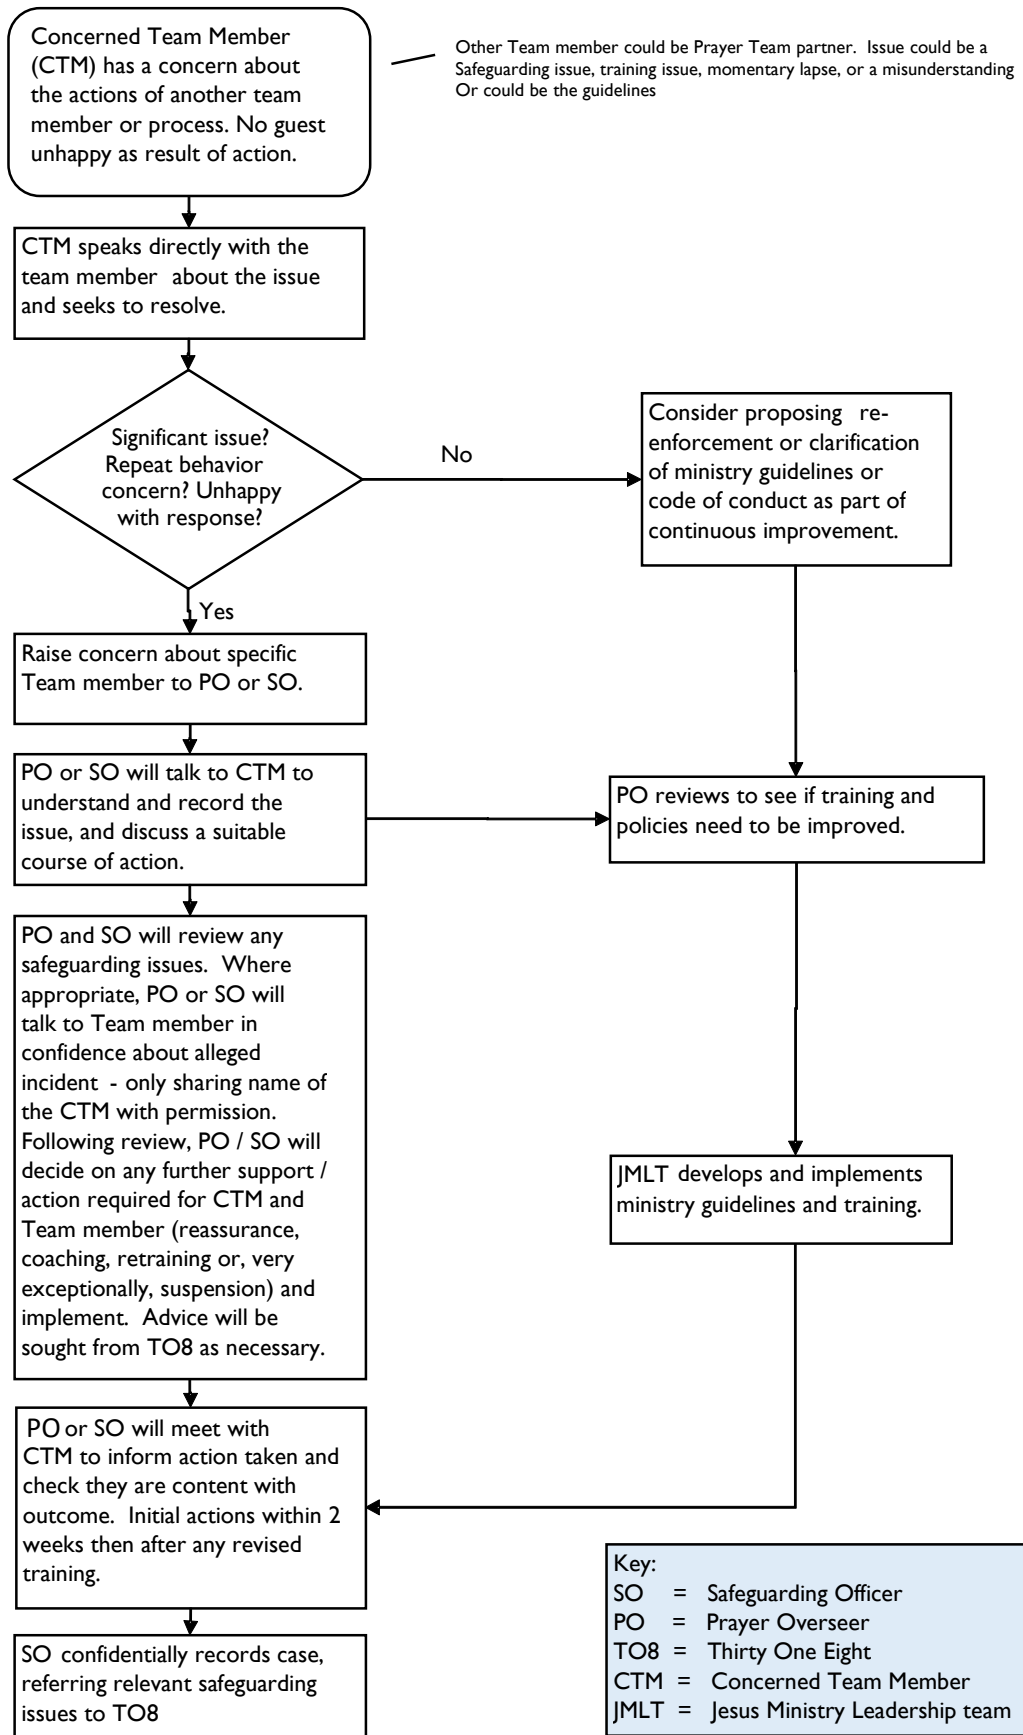 Concerned Team Member
(CTM) has a concern about
the actions of another team
member or process. No guest
unhappy as result of action.
Other Team member could be Prayer Team partner. Issue could be a
Safeguarding issue, training issue, momentary lapse, or a misunderstanding
Or could be the guidelines
CTM speaks directly with the
team member about the issue
and seeks to resolve.
Significant issue?
Repeat behavior
concern? Unhappy
with response?
No
Consider proposing re-
enforcement or clarification
of ministry guidelines or
code of conduct as part of
continuous improvement.
Yes
Raise concern about specific
Team member to PO or SO.
PO or SO will talk to CTM to
understand and record the
issue, and discuss a suitable
course of action.
PO reviews to see if training and
policies need to be improved.
PO and SO will review any
safeguarding issues. Where
appropriate, PO or SO will
talk to Team member in
confidence about alleged
incident - only sharing name of
the CTM with permission.
Following review, PO / SO will
decide on any further support /
action required for CTM and
Team member (reassurance,
coaching, retraining or, very
exceptionally, suspension) and
implement. Advice will be
sought from TO8 as necessary.
JMLT develops and implements
ministry guidelines and training.
PO or SO will meet with
CTM to inform action taken and
check they are content with
outcome. Initial actions within 2
weeks then after any revised
training.
SO confidentially records case,
referring relevant safeguarding
issues to TO8
Key:
SO = Safeguarding Officer
PO = Prayer Overseer
TO8 = Thirty One Eight
CTM = Concerned Team Member
JMLT = Jesus Ministry Leadership team